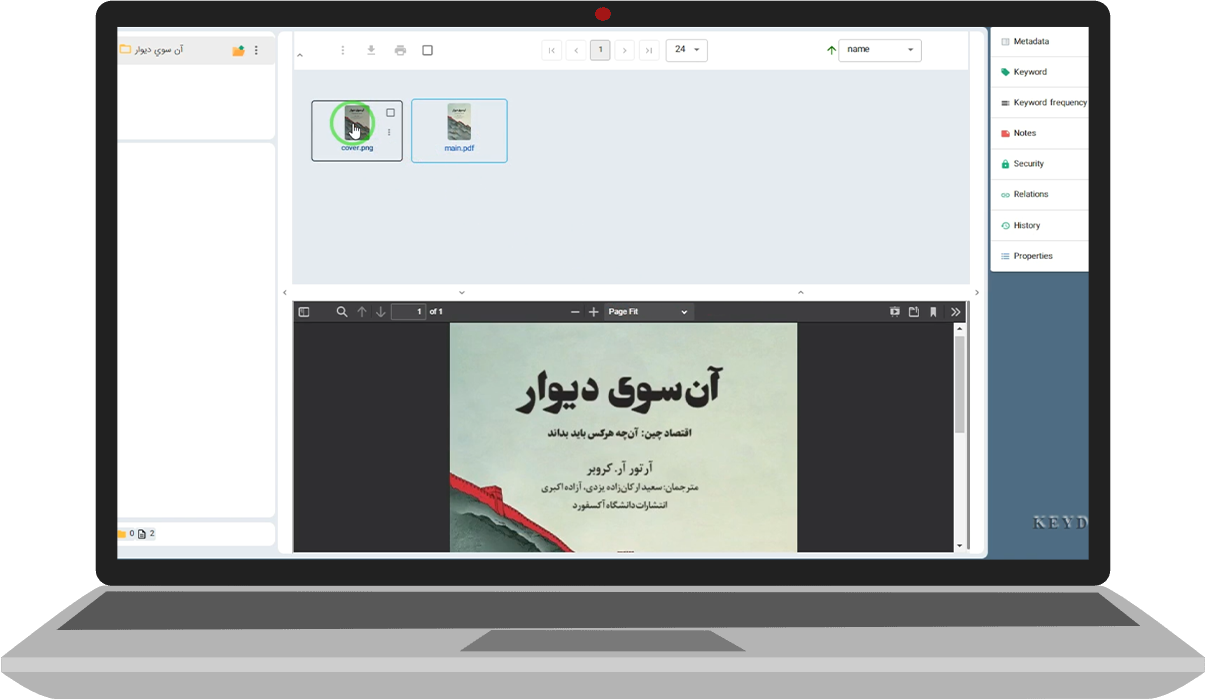 آن سوي ديوار
1
24
name
cover.png
main.pdf
Metadata
Keyword
Keyword frequency
Notes
Security
Relations
History
Properties
1 of 1
Page Fit
آن‌سوی دیوار
اقتصاد چین: آن‌چه هرکس باید بداند
آرتور آر. کروبر
مترجمان: سعید ارکان‌زاده یزدی، آزاده اکبری
انتشارات دانشگاه آکسفورد
0 2
KEYD